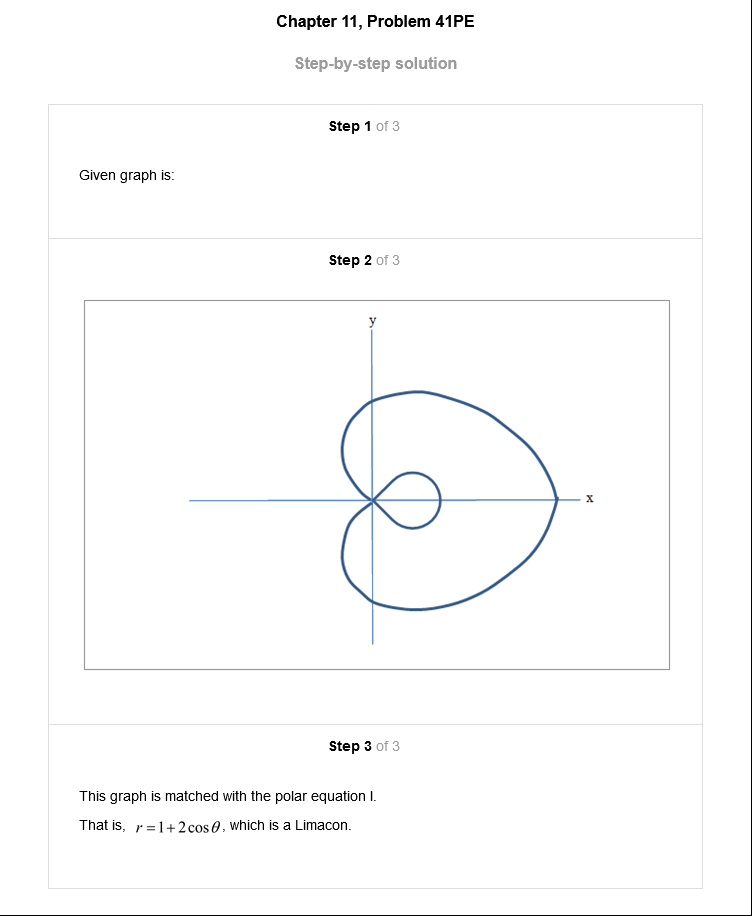 Chapter 11, Problem 41PE
Step-by-step solution
Step 1 of 3
Given graph is:
Step 2 of 3
y
x
Step 3 of 3
This graph is matched with the polar equation l.
That is, r = 1 + 2 cos θ , which is a Limacon.